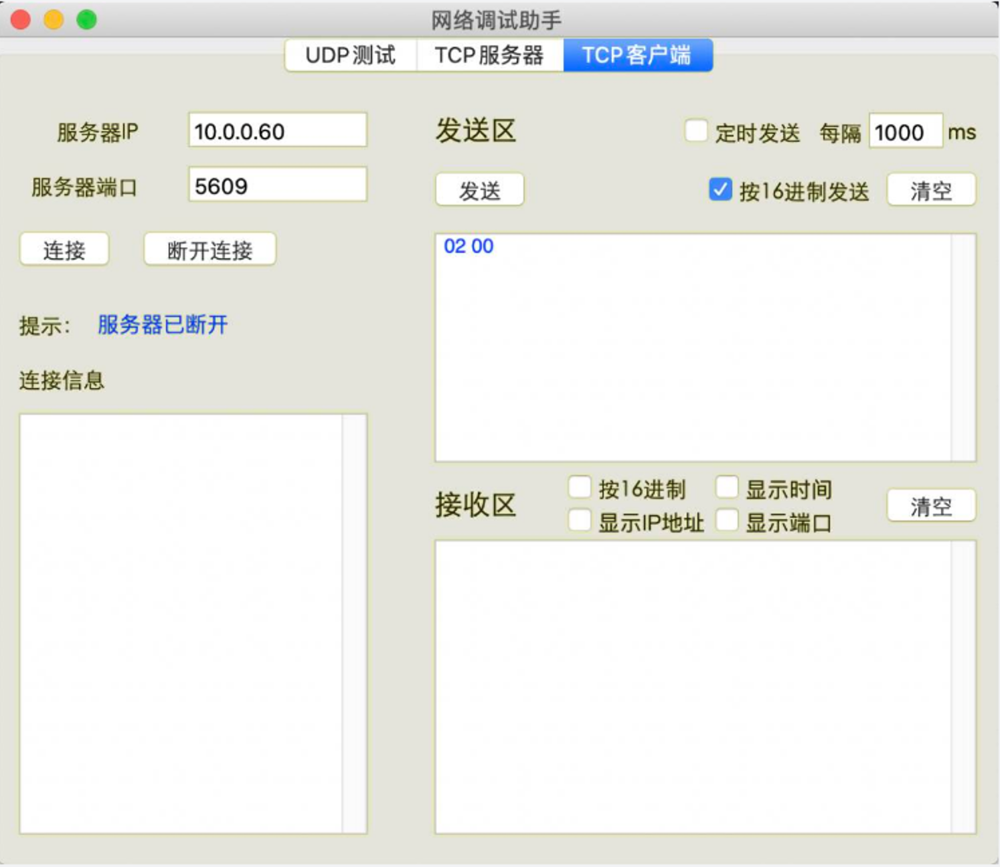 网络调试助手
UDP测试 TCP服务器 TCP客户端
服务器IP 10.0.0.60
服务器端口 5609
连接 断开连接
提示： 服务器已断开
连接信息
发送区 定时发送 每隔 1000 ms
发送 按16进制发送 清空
02 00
接收区 按16进制 显示时间
显示IP地址 显示端口 清空